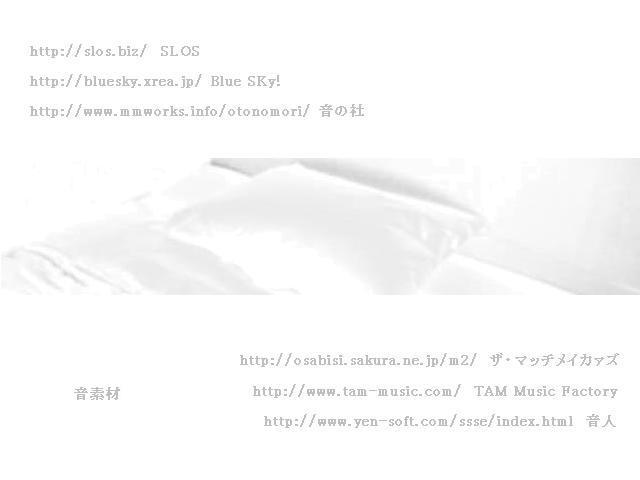 http://slos.biz/ SLOS
http://bluesky.xrea.jp/ Blue SKy!
http://www.mmworks.info/otonomori/ 音の杜
http://osabisi.sakura.ne.jp/m2/ ザ・マッチメイカァズ
音素材 http://www.tam-music.com/ TAM Music Factory
http://www.yen-soft.com/ssse/index.html 音人